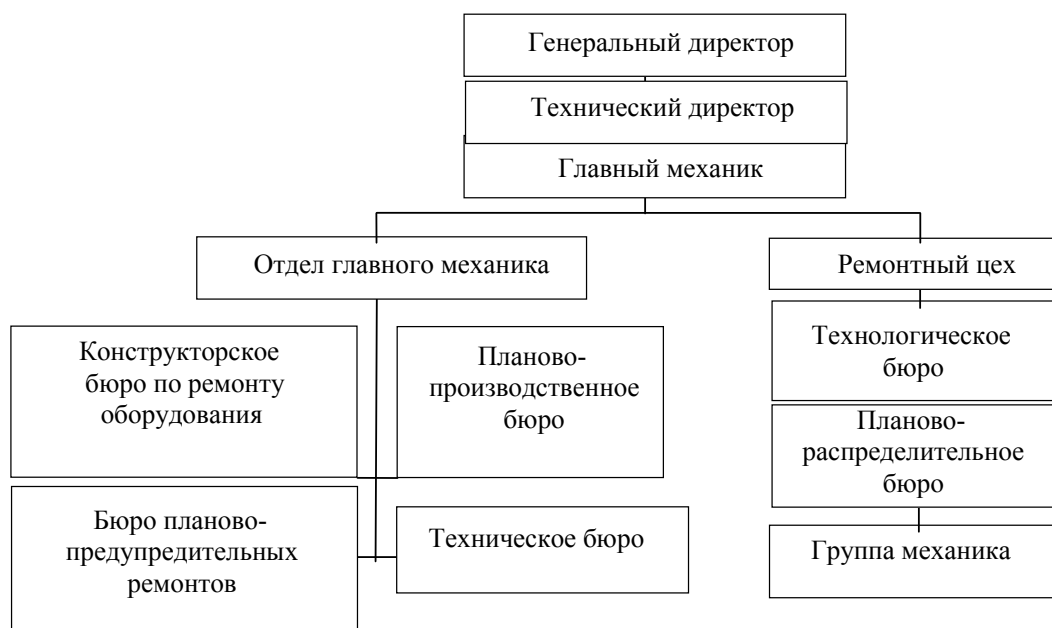 Генеральный директор
Технический директор
Главный механик
Отдел главного механика
Ремонтный цех
Конструкторское
бюро по ремонту
оборудования
Планово-
производственное
бюро
Технологическое
бюро
Планово-
распределительное
бюро
Бюро планово-
предупредительных
ремонтов
Техническое бюро
Группа механика